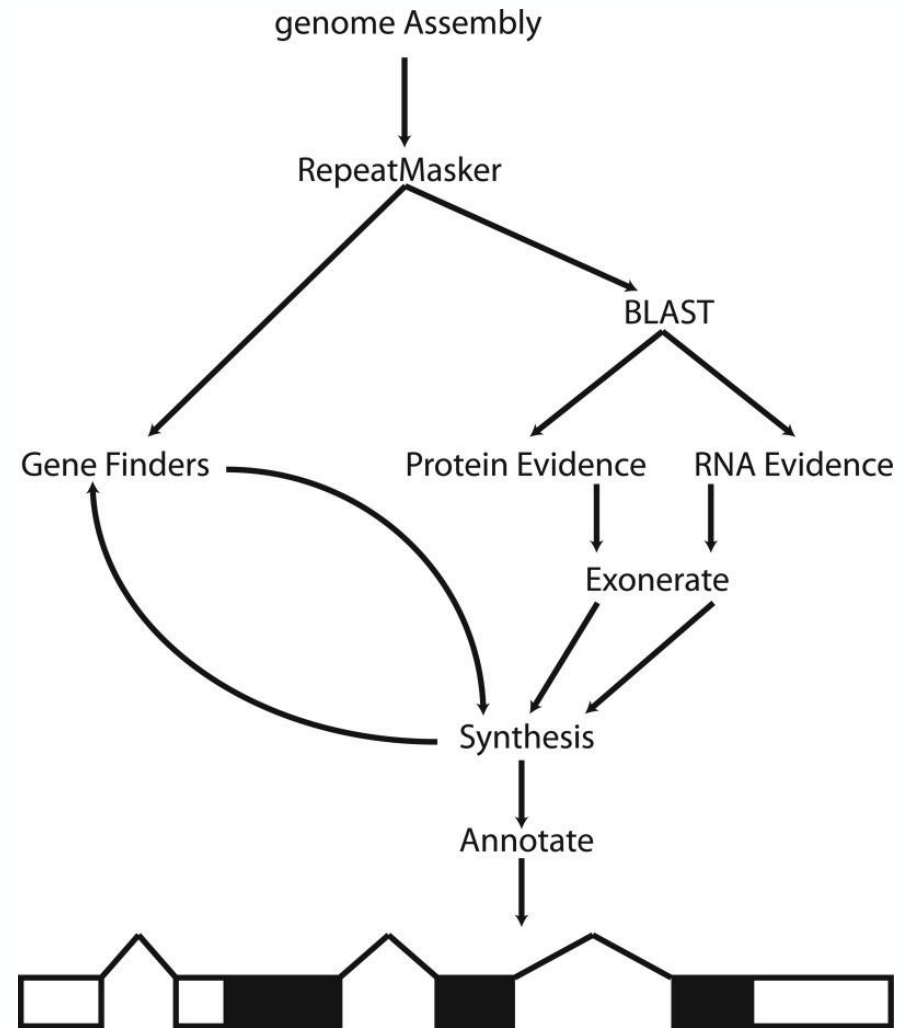 genome Assembly
RepeatMasker
BLAST
Gene Finders
Protein Evidence
RNA Evidence
Exonerate
Synthesis
Annotate